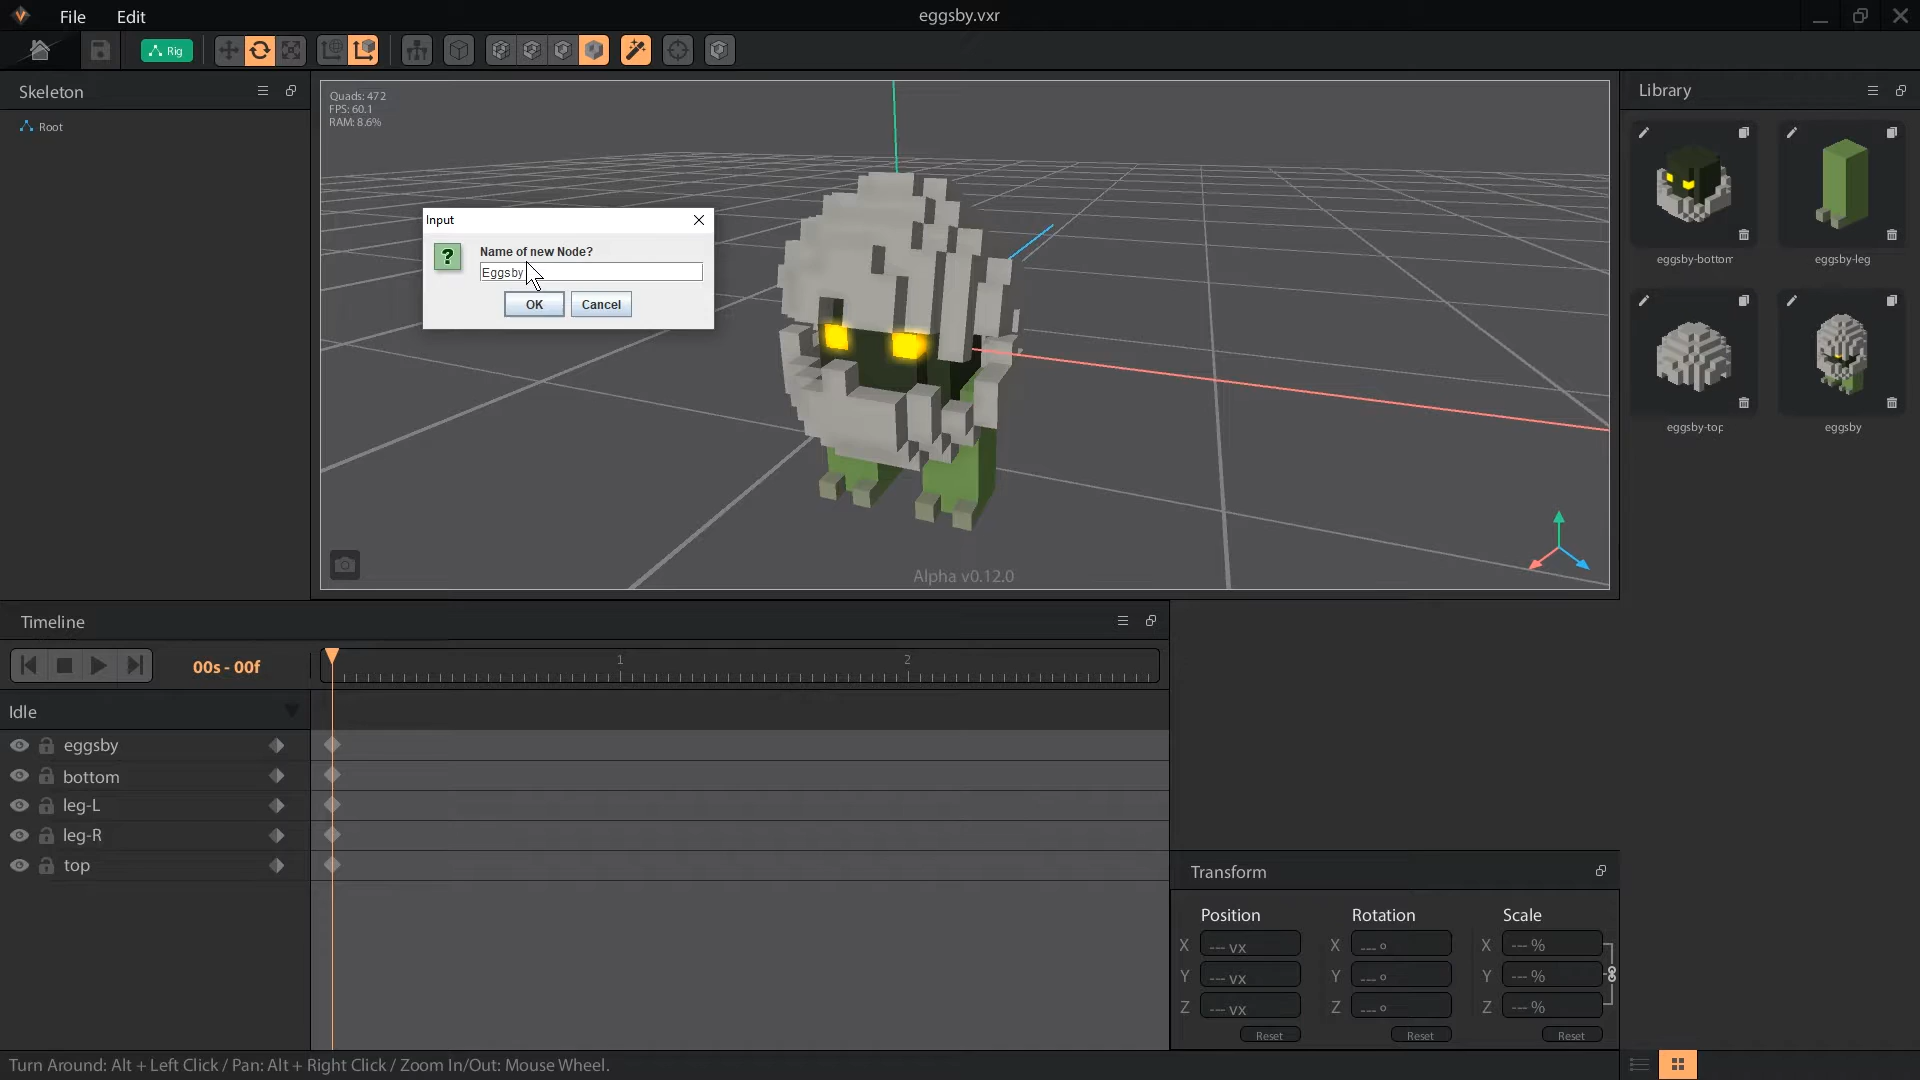 File Edit eggsby.vxr
Rig
Skeleton
Root
Quads: 472
FPS: 60.1
RAM: 8.6%
Input
Name of new Node?
Eggsby
OK Cancel
Alpha v0.12.0
Library
eggsby-bottom eggsby-leg
eggsby-top eggsby
Timeline
00s - 00f
1 2
Idle
eggsby
bottom
leg-L
leg-R
top
Transform
Position Rotation Scale
X --- vx X --- ° X --- %
Y --- vx Y --- ° Y --- %
Z --- vx Z --- ° Z --- %
Reset Reset Reset
Turn Around: Alt + Left Click / Pan: Alt + Right Click / Zoom In/Out: Mouse Wheel.